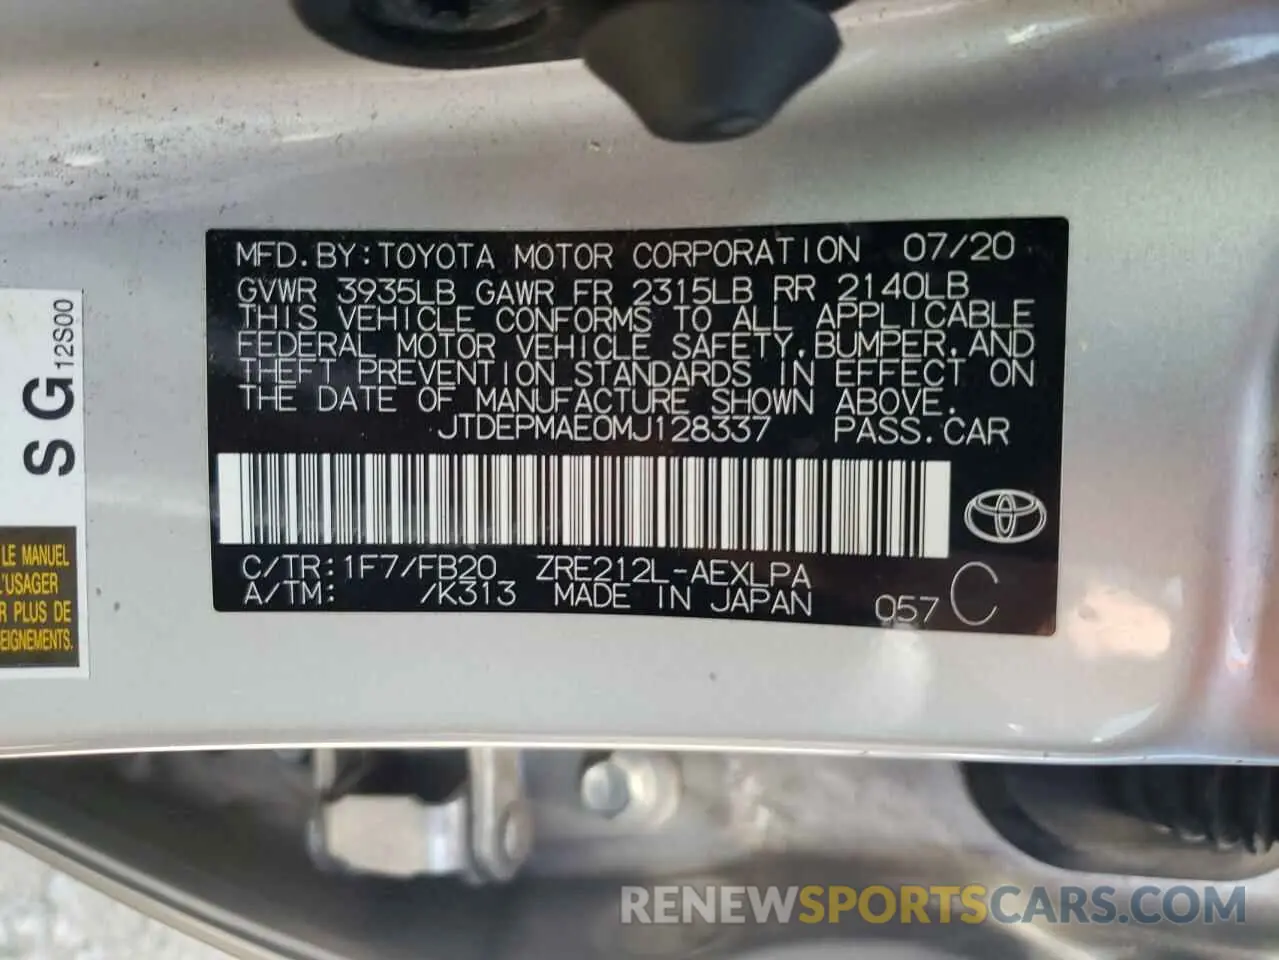 MFD. BY: TOYOTA MOTOR CORPORATION 07/20
GVWR 3935LB GAWR FR 2315LB RR 2140LB
THIS VEHICLE CONFORMS TO ALL APPLICABLE
FEDERAL MOTOR VEHICLE SAFETY, BUMPER, AND
THEFT PREVENTION STANDARDS IN EFFECT ON
THE DATE OF MANUFACTURE SHOWN ABOVE.
JTDEPMAE0MJ128337 PASS. CAR
C/TR: 1F7/FB20 ZRE212L-AEXLPA
A/TM: /K313 MADE IN JAPAN 057 C
SG 12S00
LE MANUEL
L'USAGER
R PLUS DE
EIGNEMENTS.
RENEWSPORTSCARS.COM